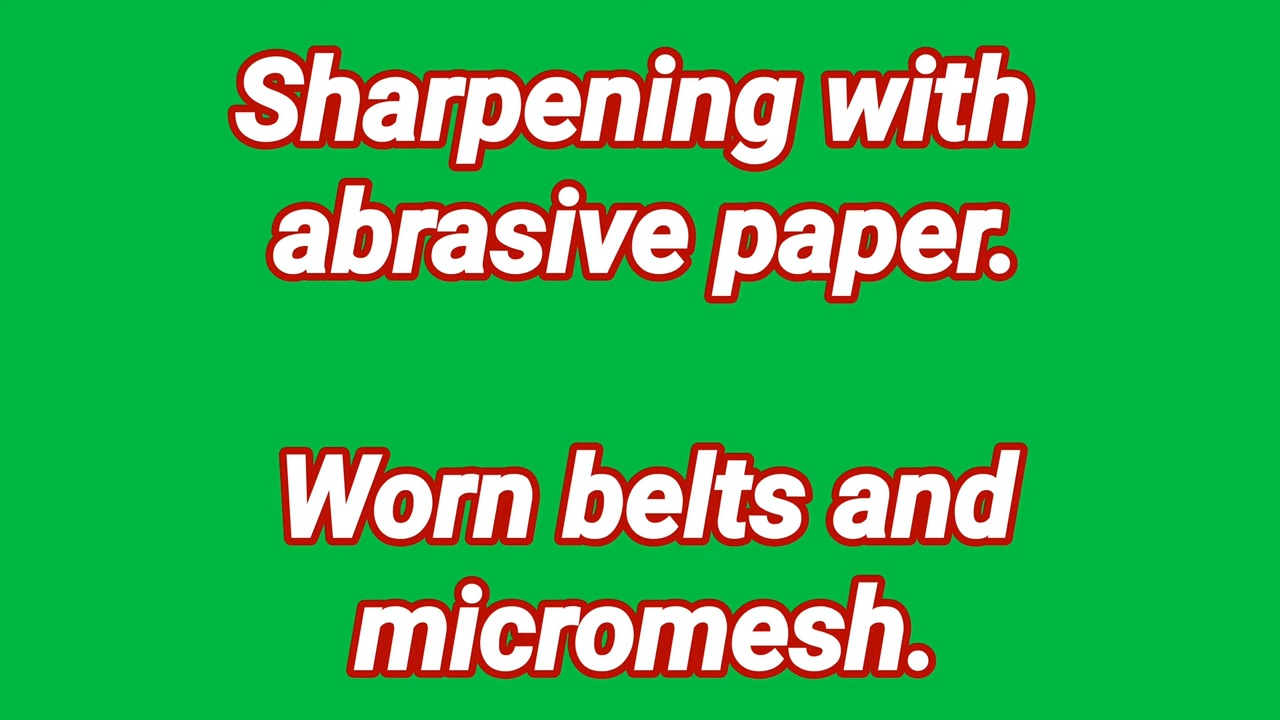 Sharpening with
abrasive paper.
Worn belts and
micromesh.